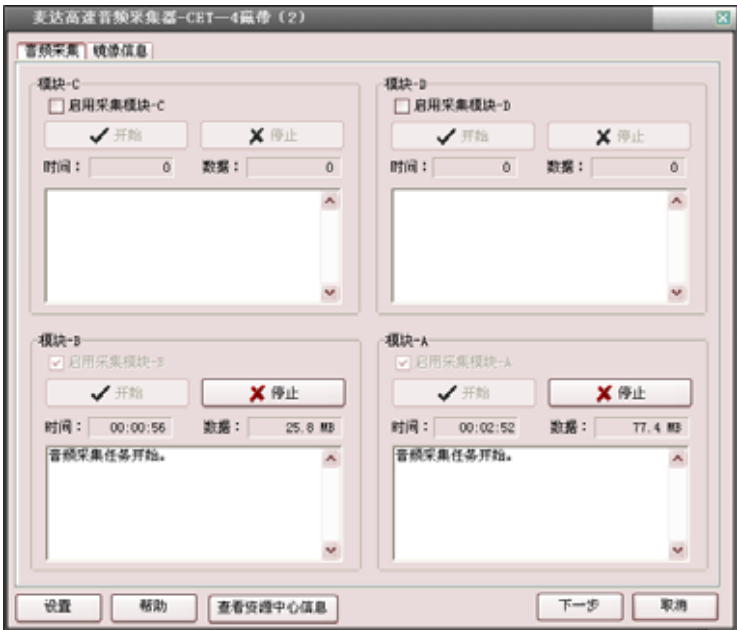 麦达高速音频采集器-CET—4磁带（2）
音频采集 镜像信息
模块-C
启用采集模块-C
开始 停止
时间： 0 数据： 0
模块-D
启用采集模块-D
开始 停止
时间： 0 数据： 0
模块-B
启用采集模块-B
开始 停止
时间： 00:00:56 数据： 25.8 MB
音频采集任务开始。
模块-A
启用采集模块-A
开始 停止
时间： 00:02:52 数据： 77.4 MB
音频采集任务开始。
设置 帮助 查看资源中心信息 下一步 取消